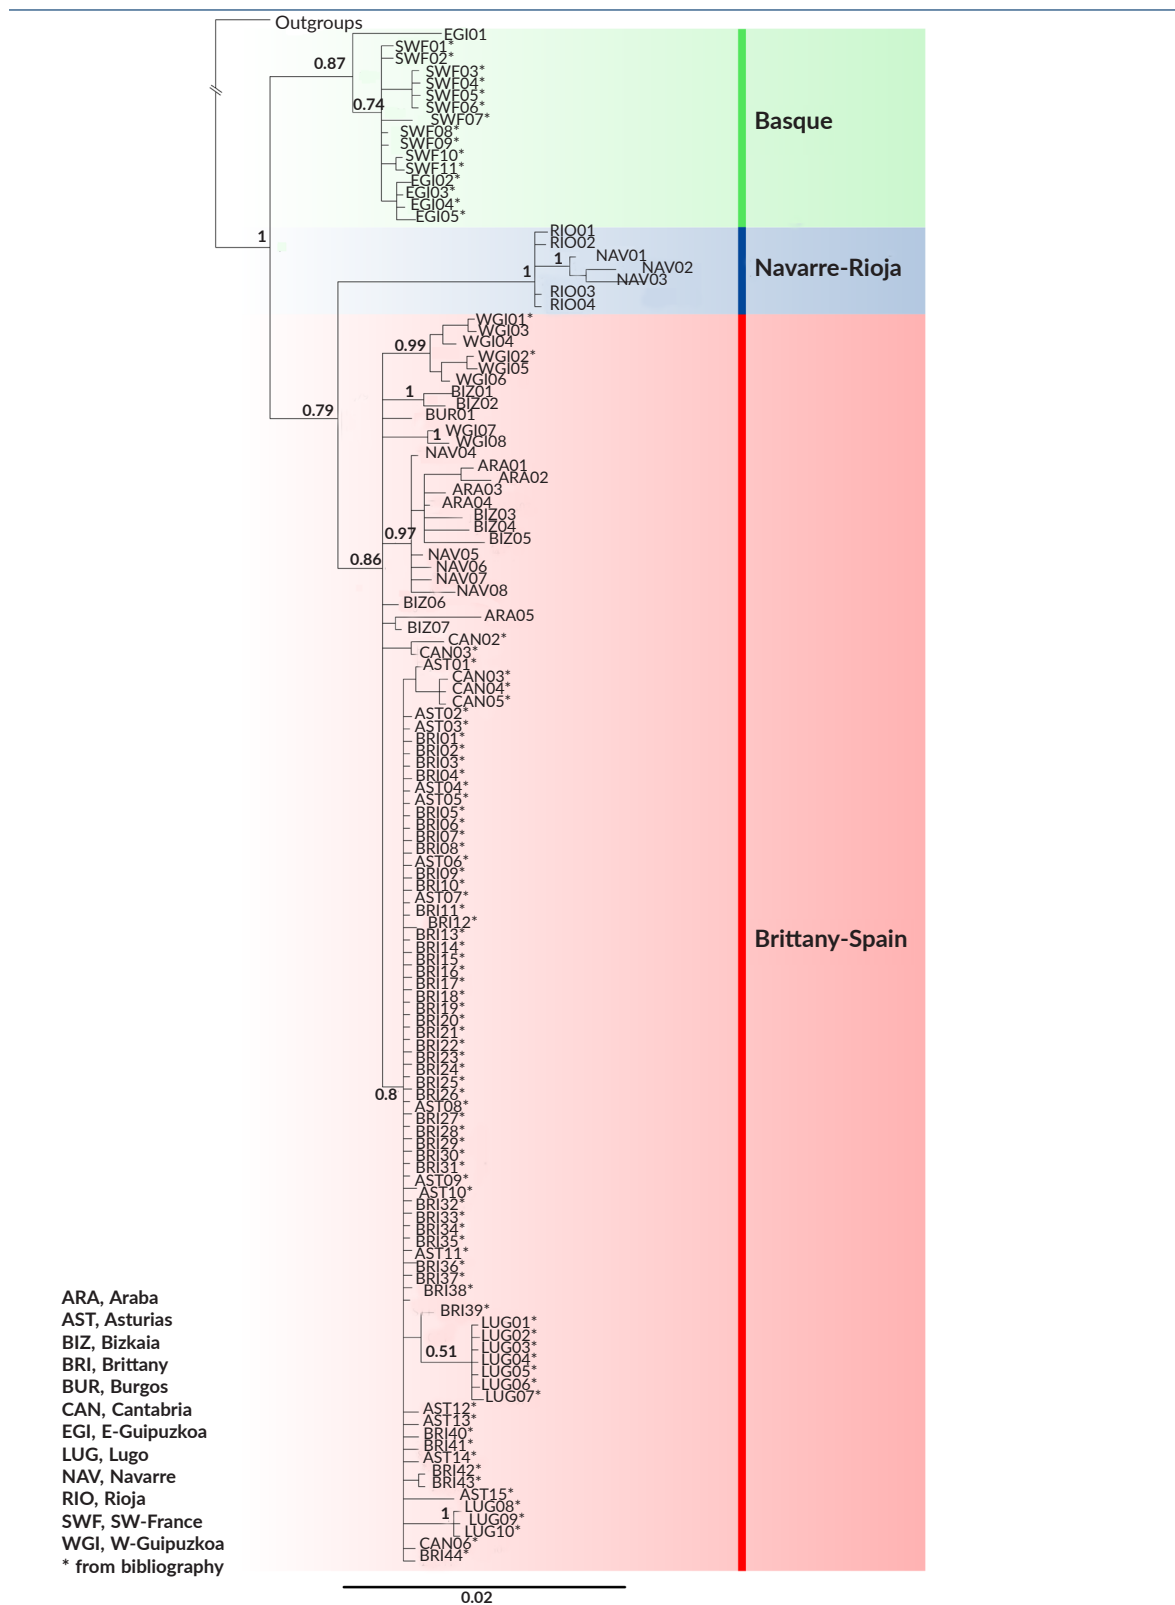 Outgroups
EGI01
SWF01*
SWF02*
0.87
SWF03*
SWF04*
SWF05*
0.74
SWF06*
SWF07*
Basque
SWF08*
SWF09*
SWF10*
SWF11*
EGI02*
EGI03*
EGI04*
EGI05*
RIO01
1
RIO02
NAV01
1
NAV02
Navarre-Rioja
1
NAV03
RIO03
RIO04
WGI01*
WGI03
WGI04
0.99
WGI02*
WGI05
WGI06
1
BIZ01
BIZ02
0.79
BUR01
WGI07
1
WGI08
NAV04
ARA01
ARA02
ARA03
ARA04
BIZ03
BIZ04
0.97
BIZ05
NAV05
0.86
NAV06
NAV07
NAV08
BIZ06
ARA05
BIZ07
CAN02*
CAN03*
AST01*
CAN03*
CAN04*
CAN05*
AST02*
AST03*
BRI01*
BRI02*
BRI03*
BRI04*
AST04*
AST05*
BRI05*
BRI06*
BRI07*
BRI08*
AST06*
BRI09*
BRI10*
AST07*
BRI11*
BRI12*
BRI13*
Brittany-Spain
BRI14*
BRI15*
BRI16*
BRI17*
BRI18*
BRI19*
BRI20*
BRI21*
BRI22*
BRI23*
BRI24*
BRI25*
0.8
BRI26*
AST08*
BRI27*
BRI28*
BRI29*
BRI30*
BRI31*
AST09*
AST10*
BRI32*
BRI33*
BRI34*
BRI35*
AST11*
BRI36*
BRI37*
BRI38*
BRI39*
LUG01*
LUG02*
LUG03*
0.51
LUG04*
LUG05*
LUG06*
LUG07*
AST12*
AST13*
BRI40*
BRI41*
AST14*
BRI42*
BRI43*
AST15*
LUG08*
1
LUG09*
LUG10*
CAN06*
BRI44*
ARA, Araba
AST, Asturias
BIZ, Bizkaia
BRI, Brittany
BUR, Burgos
CAN, Cantabria
EGI, E-Guipuzkoa
LUG, Lugo
NAV, Navarre
RIO, Rioja
SWF, SW-France
WGI, W-Guipuzkoa
* from bibliography
0.02